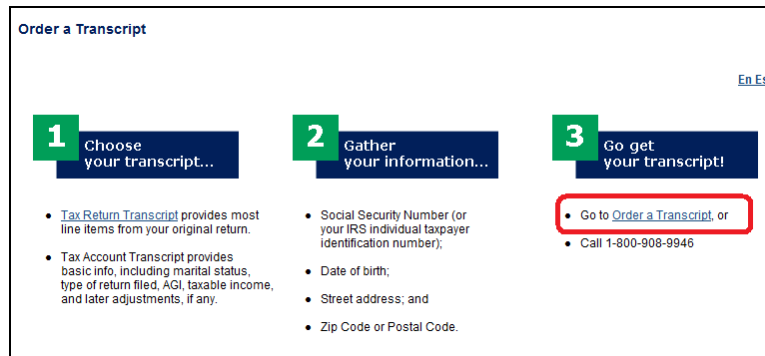 Order a Transcript
En Es
1 Choose
your transcript...
2 Gather
your information...
3 Go get
your transcript!
• Tax Return Transcript provides most
line items from your original return.
• Tax Account Transcript provides
basic info, including marital status,
type of return filed, AGI, taxable income,
and later adjustments, if any.
• Social Security Number (or
your IRS individual taxpayer
identification number);
• Date of birth;
• Street address; and
• Zip Code or Postal Code.
• Go to Order a Transcript, or
• Call 1-800-908-9946